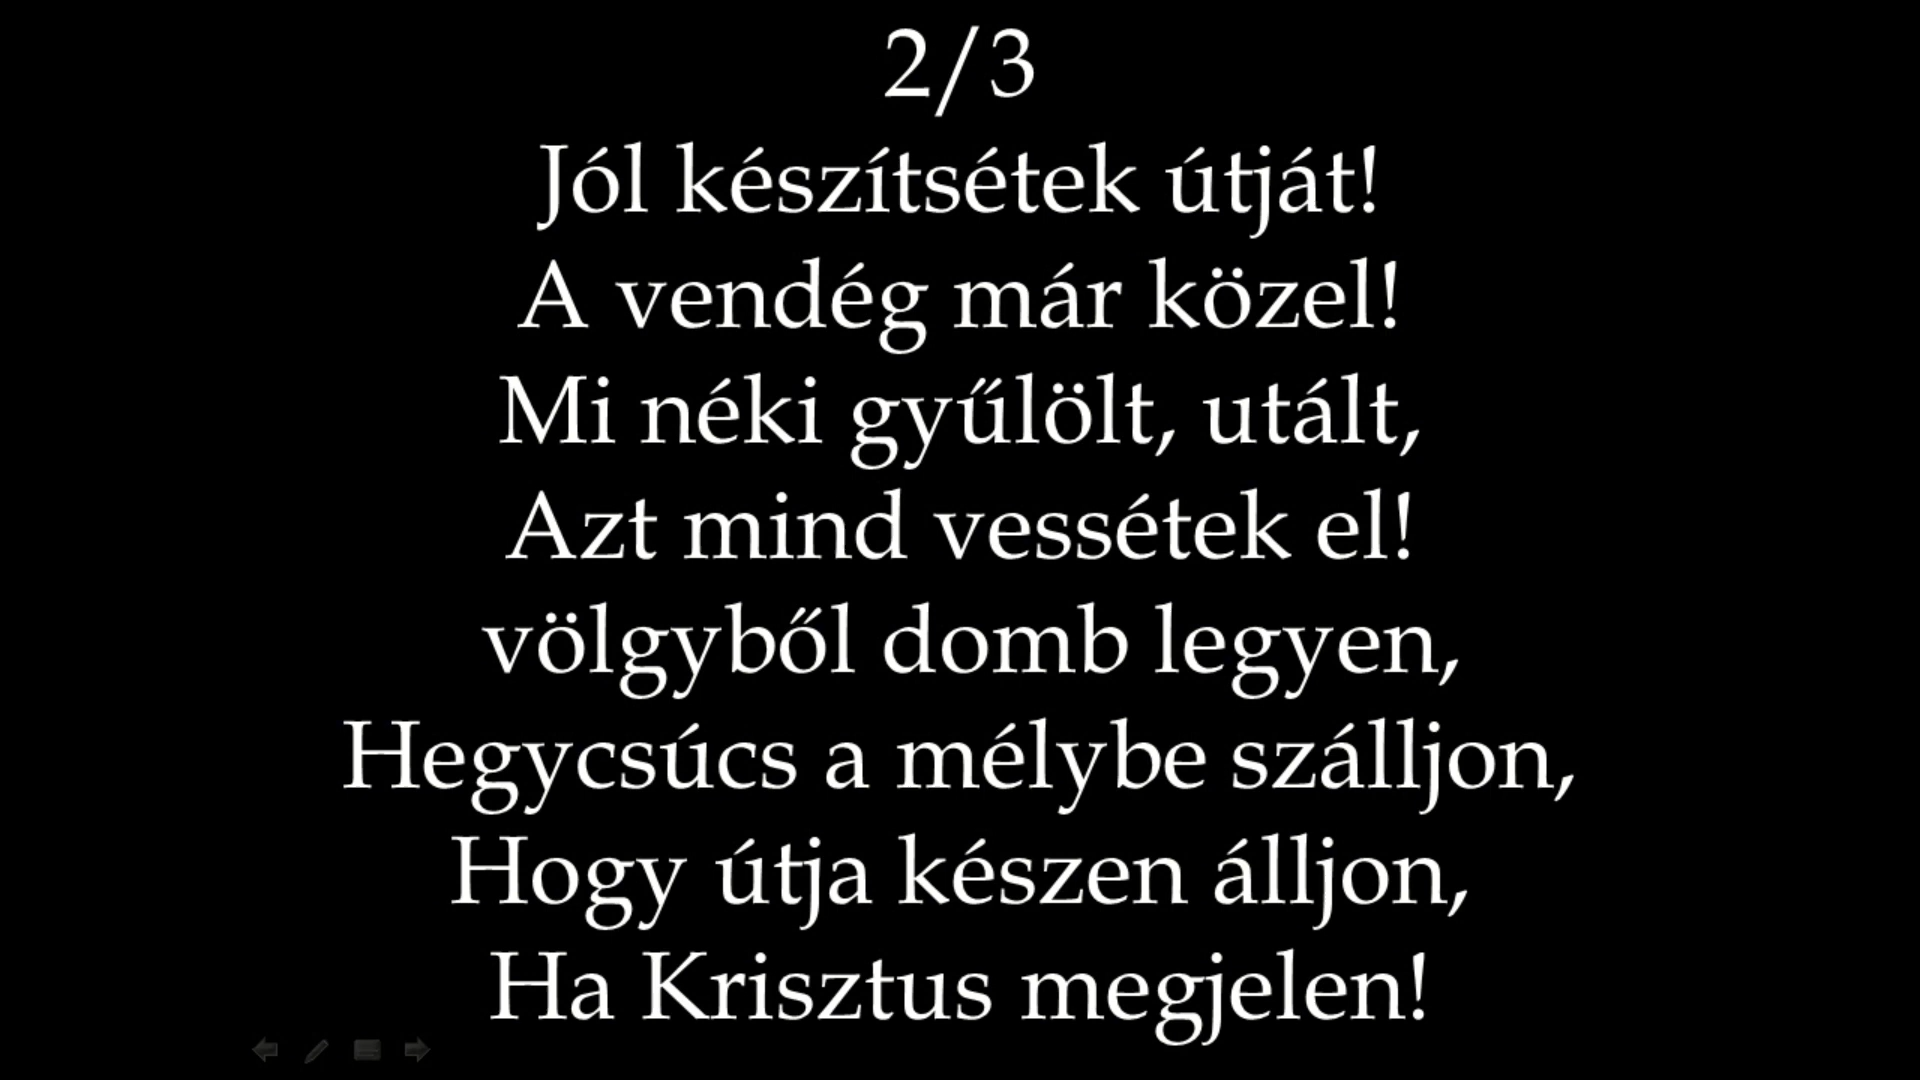 2/3
Jól készítsétek útját!
A vendég már közel!
Mi néki gyűlölt, utált,
Azt mind vessétek el!
völgyből domb legyen,
Hegycsúcs a mélybe szálljon,
Hogy útja készen álljon,
Ha Krisztus megjelen!